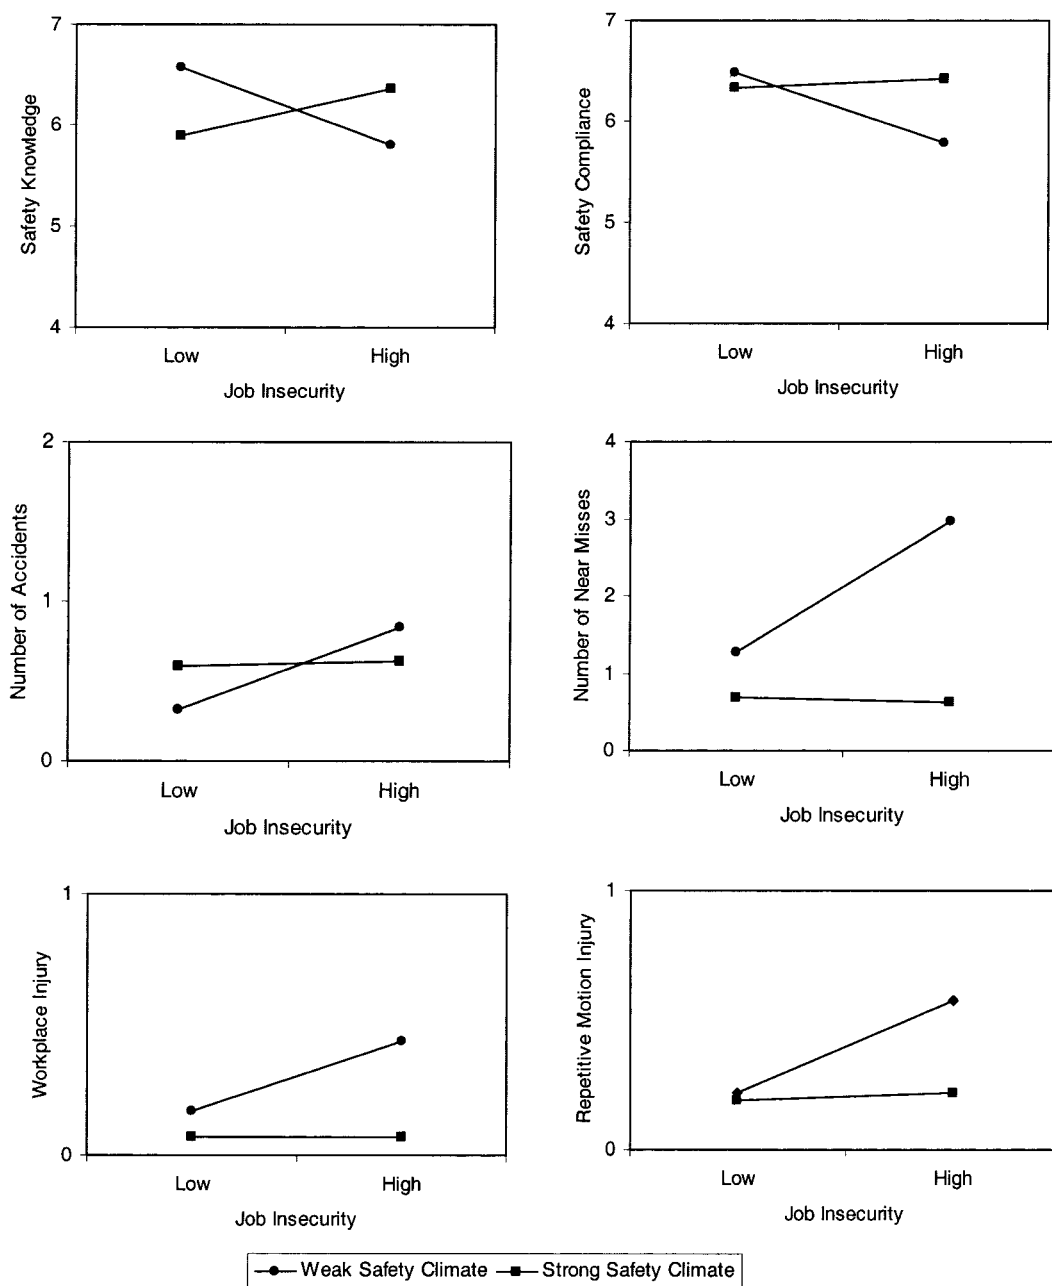 7
6
5
4
Safety Knowledge
Low High
Job Insecurity
7
6
5
4
Safety Compliance
Low High
Job Insecurity
2
1
0
Number of Accidents
Low High
Job Insecurity
4
3
2
1
0
Number of Near Misses
Low High
Job Insecurity
1
0
Workplace Injury
Low High
Job Insecurity
1
0
Repetitive Motion Injury
Low High
Job Insecurity
Weak Safety Climate Strong Safety Climate